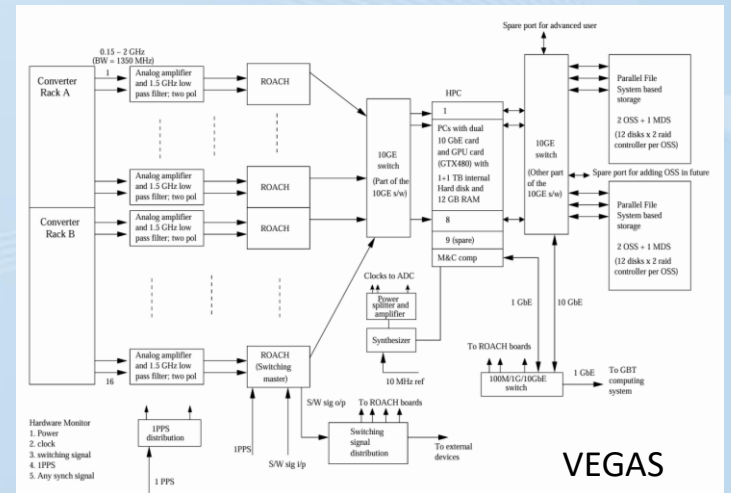 0.15 – 2 GHz
(BW = 1350 MHz)
1
Converter
Rack A
Analog amplifier
and 1.5 GHz low
pass filter; two pol
ROACH
Analog amplifier
and 1.5 GHz low
pass filter; two pol
ROACH
Converter
Rack B
Analog amplifier
and 1.5 GHz low
pass filter; two pol
ROACH
Analog amplifier
and 1.5 GHz low
pass filter; two pol
16
ROACH
(Switching
master)
10GE
switch
(Part of the
10GE s/w)
HPC
1
PCs with dual
10 GbE card
and GPU card
(GTX480) with
1+1 TB internal
Hard disk and
12 GB RAM
8
9 (spare)
M&C comp
Spare port for advanced user
10GE
switch
(Other part
of the
10GE s/w)
Parallel File
System based
storage
2 OSS + 1 MDS
(12 disks x 2 raid
controller per OSS)
Spare port for adding OSS in future
Parallel File
System based
storage
2 OSS + 1 MDS
(12 disks x 2 raid
controller per OSS)
Clocks to ADC
Power
splitter and
amplifier
Synthesizer
10 MHz ref
1 GbE
10 GbE
To ROACH boards
100M/1G/10GbE
switch
1 GbE
To GBT
computing
system
Hardware Monitor
1. Power
2. clock
3. switching signal
4. 1PPS
5. Any synch signal
1PPS
distribution
1 PPS
1PPS
S/W sig i/p
S/W sig o/p
To ROACH boards
Switching
signal
distribution
To external
devices
VEGAS